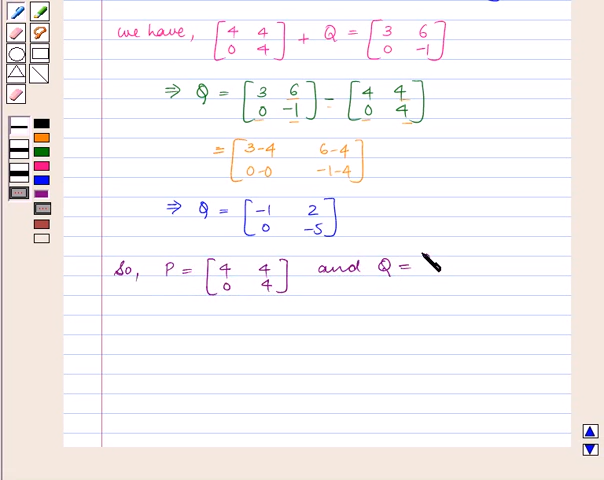 we have, [4 4 0 4] + Q = [3 6 0 -1]
⇒ Q = [3 6 0 -1] - [4 4 0 4]
= [3-4 6-4 0-0 -1-4]
⇒ Q = [-1 2 0 -5]
So, P = [4 4 0 4] and Q =